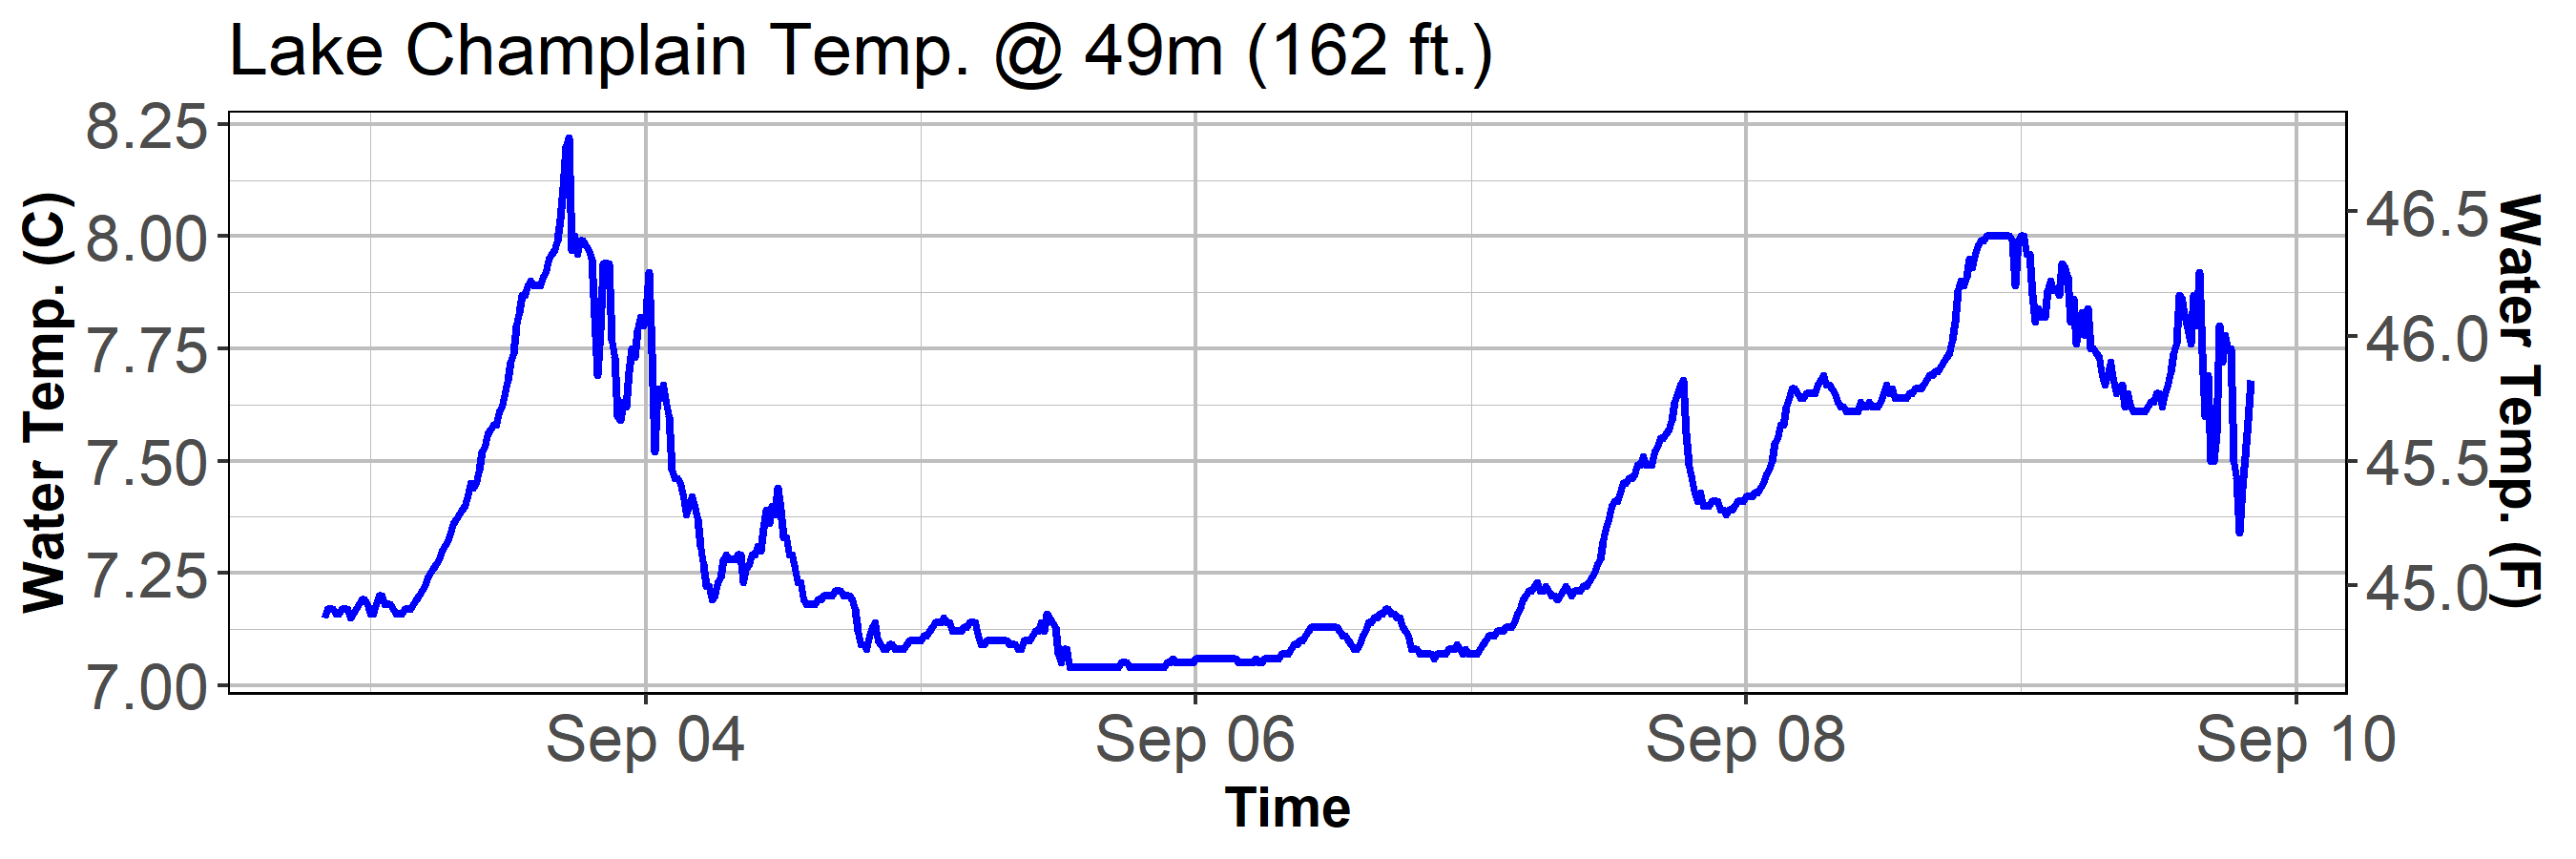 Lake Champlain Temp. @ 49m (162 ft.)
Water Temp. (C)
8.25
8.00
7.75
7.50
7.25
7.00
46.5
46.0
45.5
45.0
Water Temp. (F)
Sep 04 Sep 06 Sep 08 Sep 10
Time